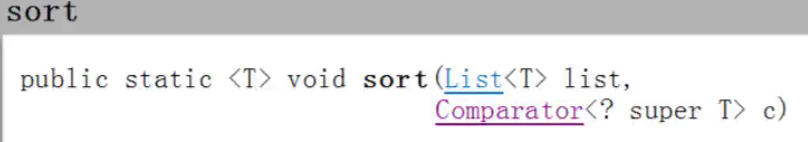 sort
public static <T> void sort(List<T> list,
Comparator<? super T> c)